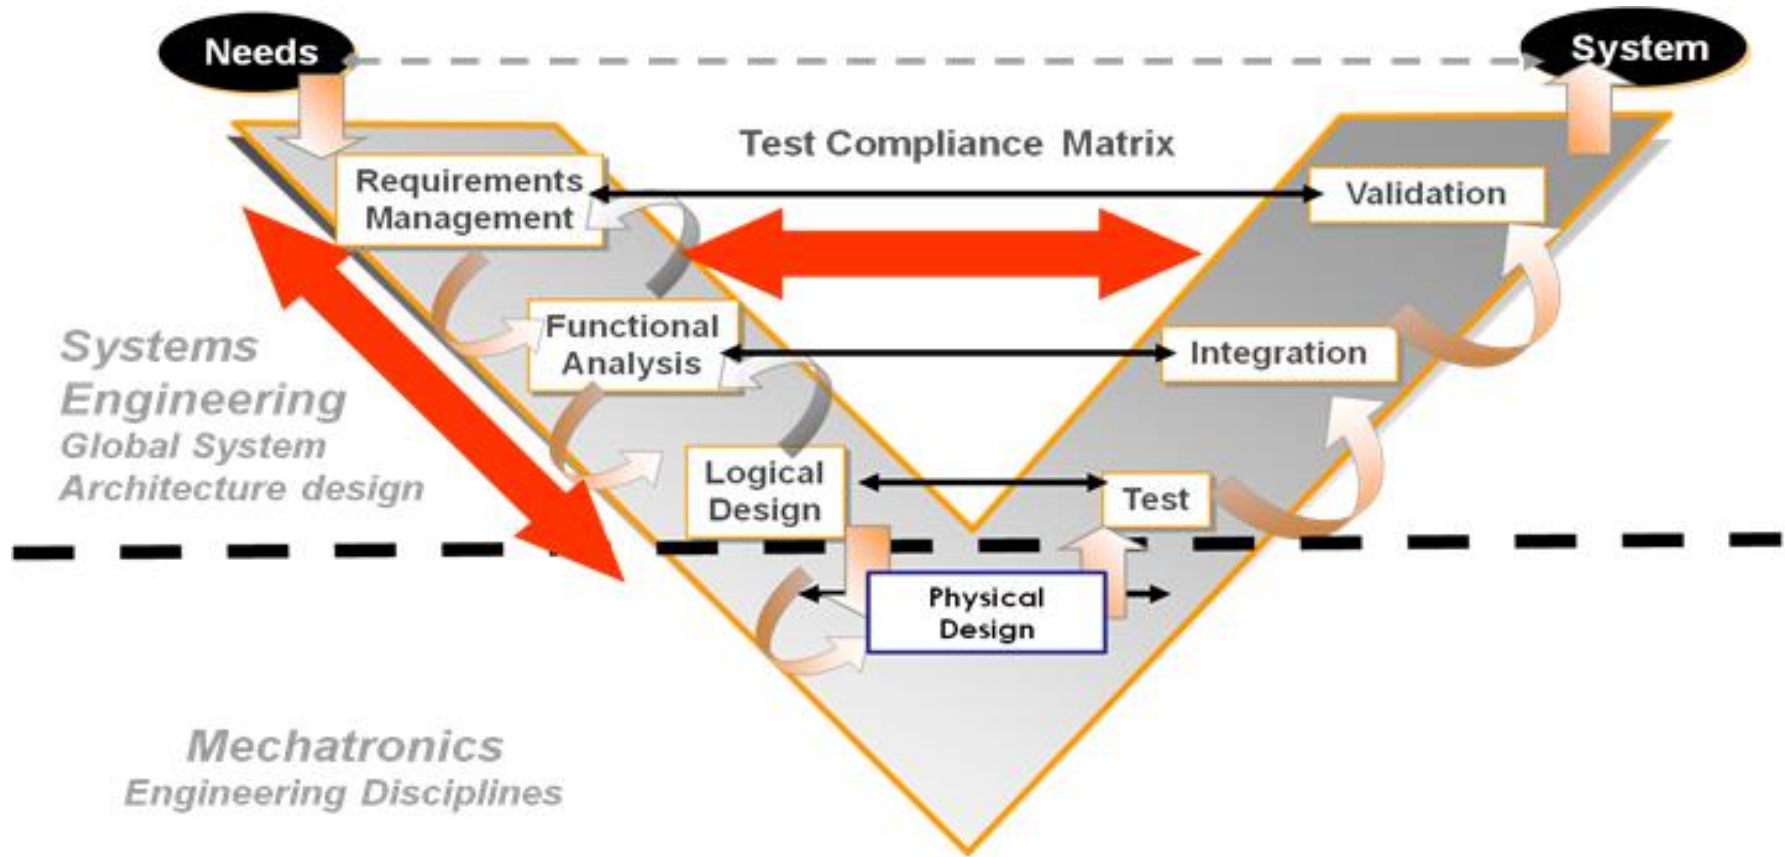 Needs
System
Test Compliance Matrix
Requirements
Management
Validation
Functional
Analysis
Integration
Systems
Engineering
Global System
Architecture design
Logical
Design
Test
Physical
Design
Mechatronics
Engineering Disciplines